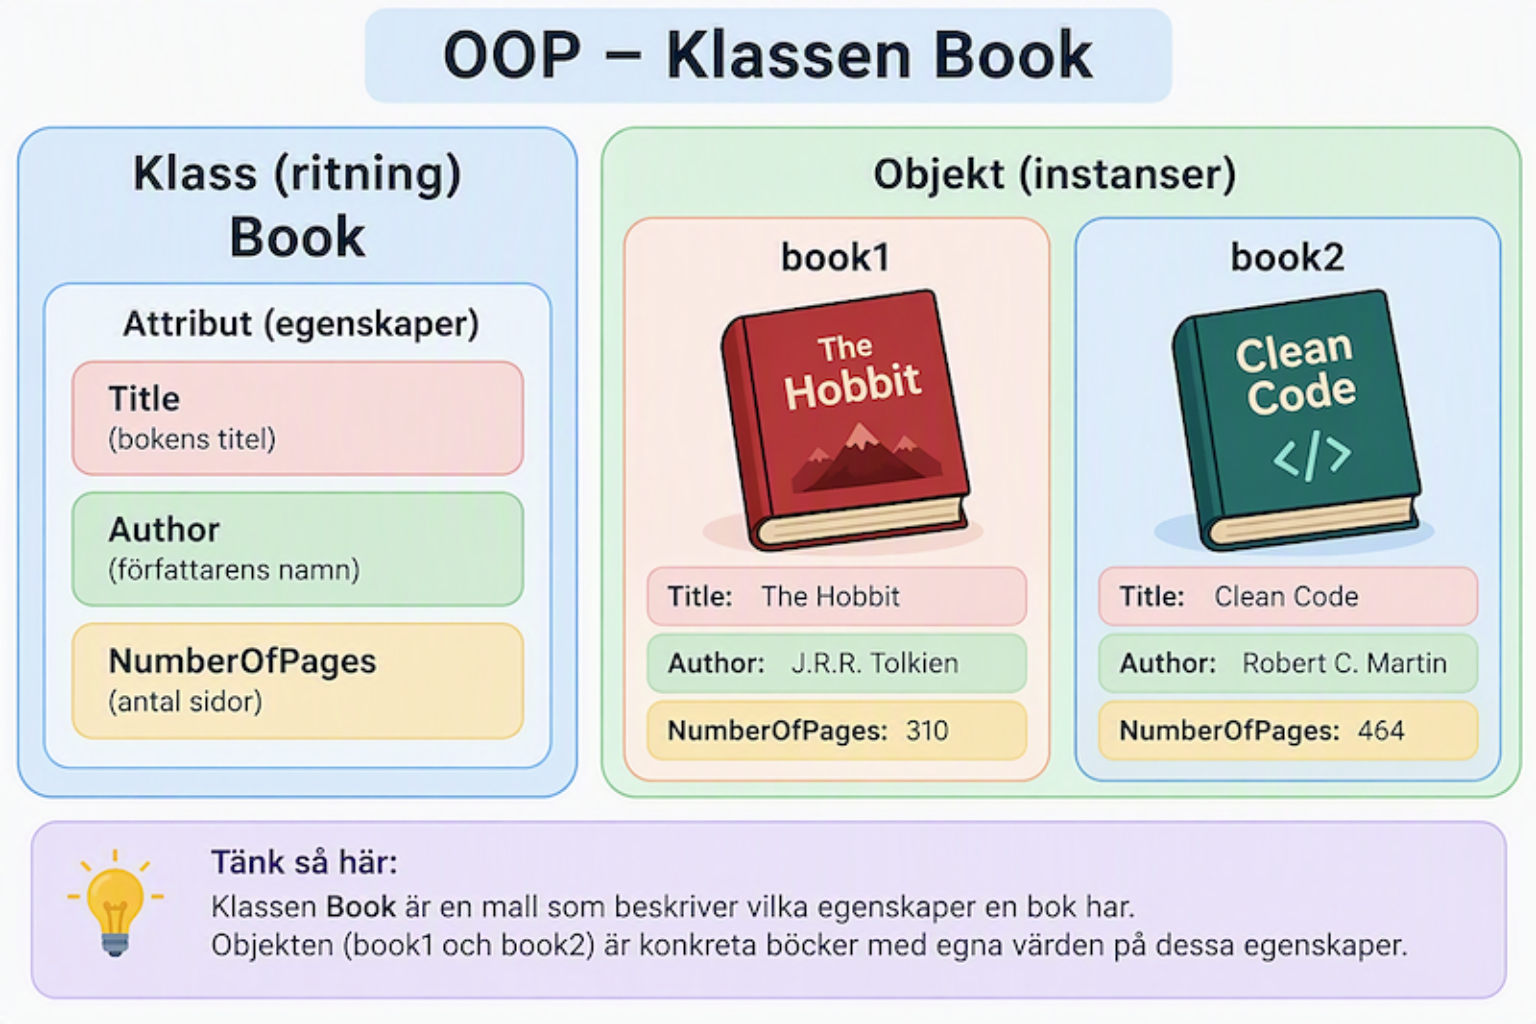 OOP – Klassen Book
Klass (ritning)
Book
Attribut (egenskaper)
Title
(bokens titel)
Author
(författarens namn)
NumberOfPages
(antal sidor)
Objekt (instanser)
book1
The
Hobbit
Title: The Hobbit
Author: J.R.R. Tolkien
NumberOfPages: 310
book2
Clean
Code
</>
Title: Clean Code
Author: Robert C. Martin
NumberOfPages: 464
Tänk så här:
Klassen Book är en mall som beskriver vilka egenskaper en bok har.
Objekten (book1 och book2) är konkreta böcker med egna värden på dessa egenskaper.